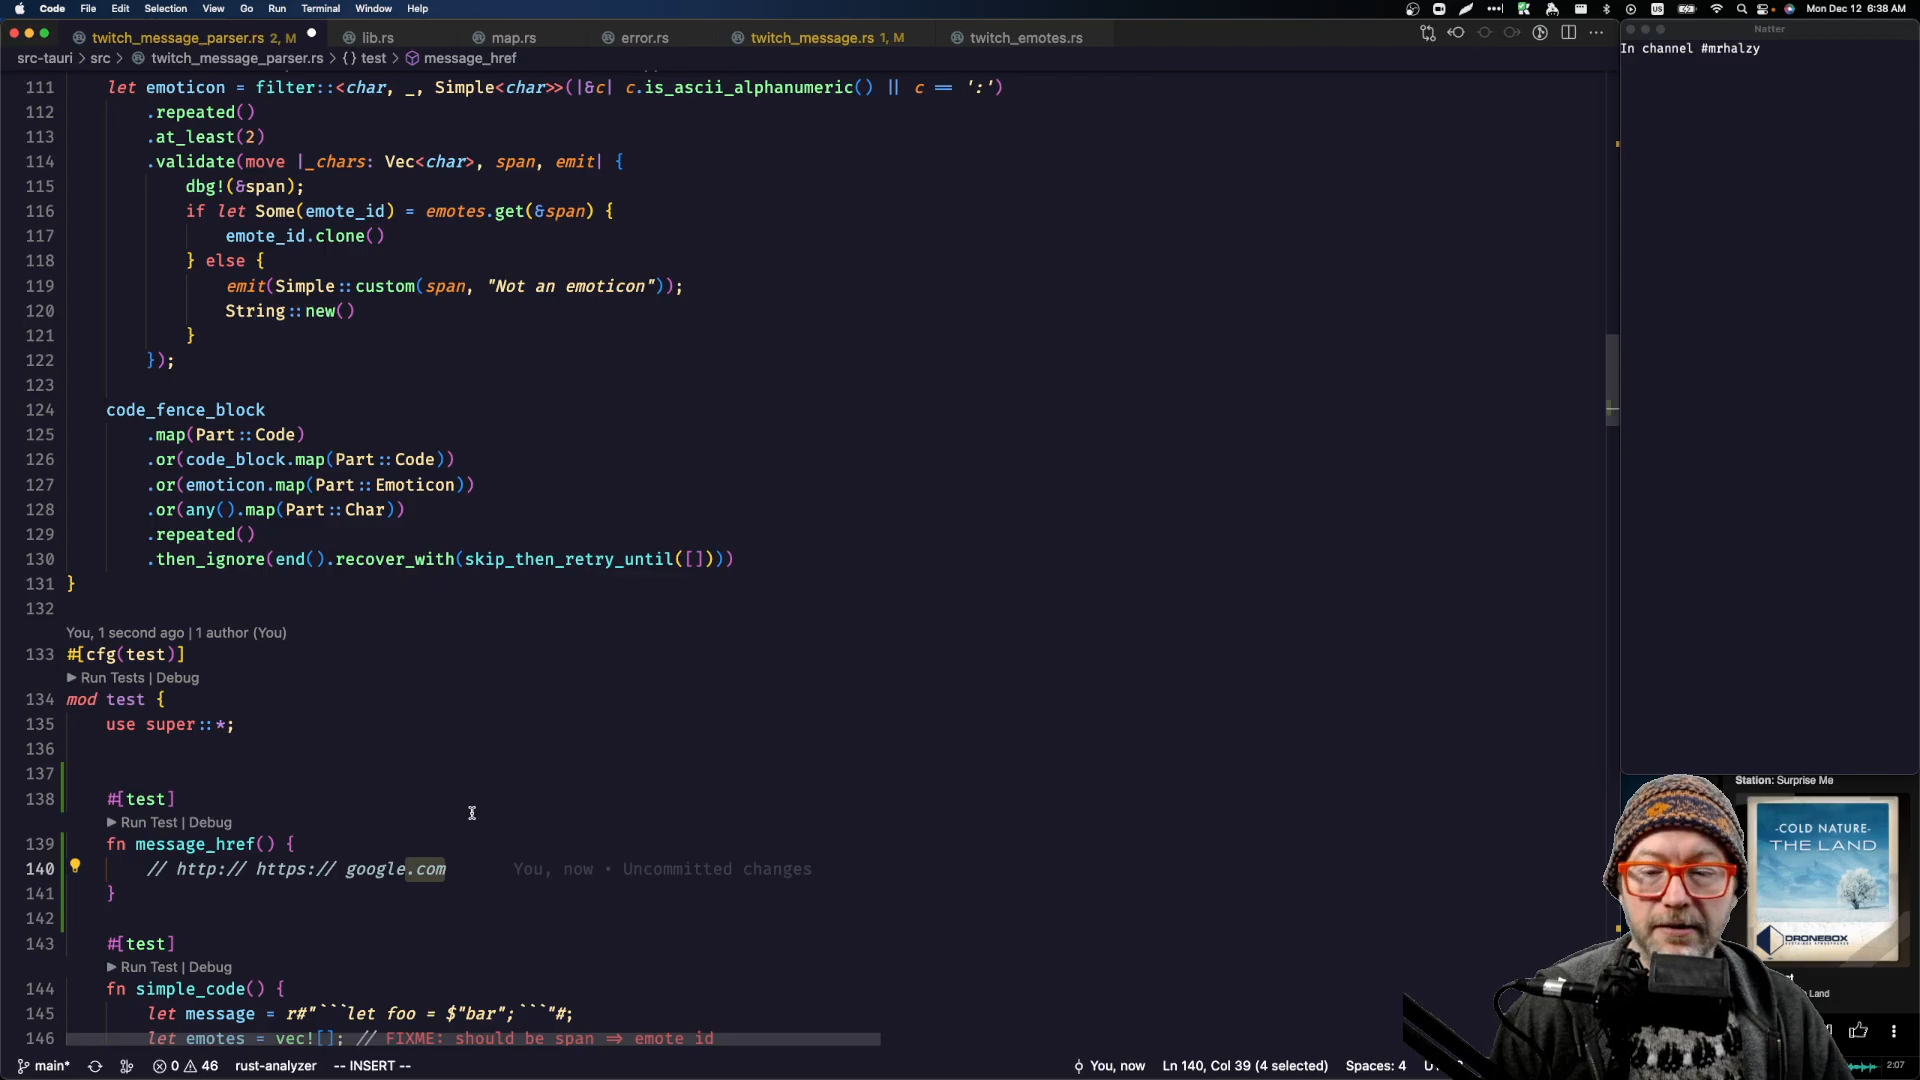 Code File Edit Selection View Go Run Terminal Window Help
Mon Dec 12 6:38 AM
twitch_message_parser.rs 2, M
lib.rs
map.rs
error.rs
twitch_message.rs 1, M
twitch_emotes.rs
Natter
src-tauri > src > twitch_message_parser.rs > {} test > message_href
In channel #mrhalzy
111 let emoticon = filter::<char, _, Simple<char>>(|&c| c.is_ascii_alphanumeric() || c == ':')
112 .repeated()
113 .at_least(2)
114 .validate(move |_chars: Vec<char>, span, emit| {
115 dbg!(&span);
116 if let Some(emote_id) = emotes.get(&span) {
117 emote_id.clone()
118 } else {
119 emit(Simple::custom(span, "Not an emoticon"));
120 String::new()
121 }
122 });
123
124 code_fence_block
125 .map(Part::Code)
126 .or(code_block.map(Part::Code))
127 .or(emoticon.map(Part::Emoticon))
128 .or(any().map(Part::Char))
129 .repeated()
130 .then_ignore(end().recover_with(skip_then_retry_until([])))
131 }
132
You, 1 second ago | 1 author (You)
133 #[cfg(test)]
Run Tests | Debug
134 mod test {
135 use super::*;
136
137
138 #[test]
Run Test | Debug
139 fn message_href() {
140 // http:// https:// google.com You, now • Uncommitted changes
141 }
142
143 #[test]
Run Test | Debug
144 fn simple_code() {
145 let message = r#"```let foo = $"bar";```"#;
146 let emotes = vec![]; // FIXME: should be span => emote id
main* 0 46 rust-analyzer -- INSERT --
You, now Ln 140, Col 39 (4 selected) Spaces: 4
Station: Surprise Me
-COLD NATURE-
THE LAND
DRONEBOX
Land
2:07